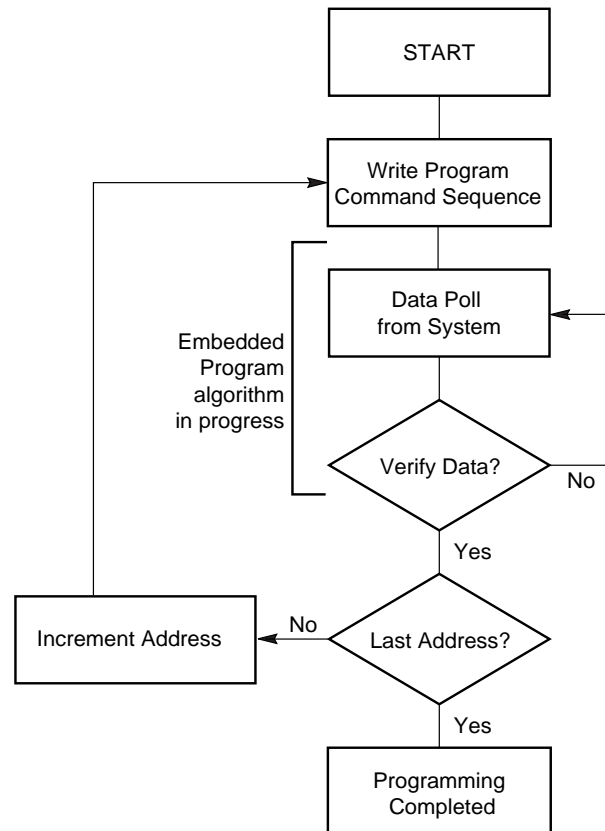 START
Write Program
Command Sequence
Data Poll
from System
Embedded
Program
algorithm
in progress
Verify Data?
No
Yes
Increment Address
No
Last Address?
Yes
Programming
Completed